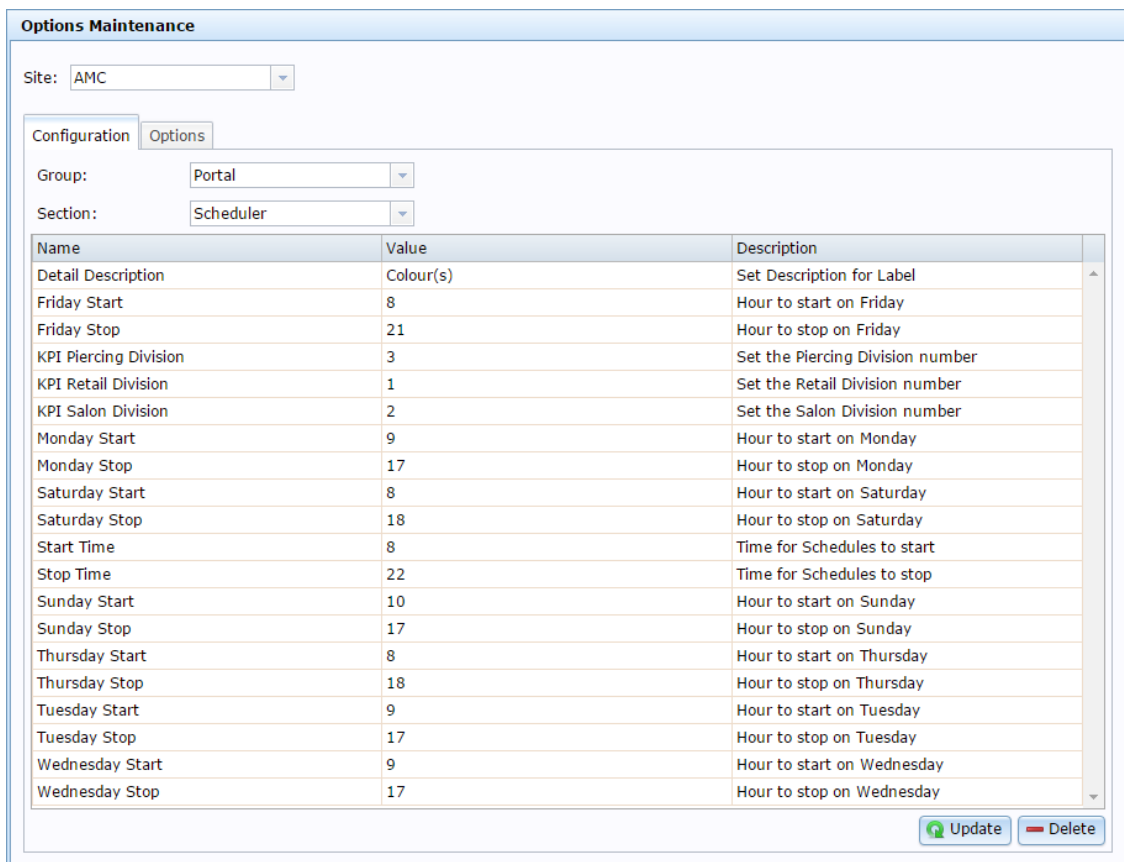 Options Maintenance
Site: AMC
Configuration Options
Group: Portal
Section: Scheduler
Name Value Description
Detail Description Colour(s) Set Description for Label
Friday Start 8 Hour to start on Friday
Friday Stop 21 Hour to stop on Friday
KPI Piercing Division 3 Set the Piercing Division number
KPI Retail Division 1 Set the Retail Division number
KPI Salon Division 2 Set the Salon Division number
Monday Start 9 Hour to start on Monday
Monday Stop 17 Hour to stop on Monday
Saturday Start 8 Hour to start on Saturday
Saturday Stop 18 Hour to stop on Saturday
Start Time 8 Time for Schedules to start
Stop Time 22 Time for Schedules to stop
Sunday Start 10 Hour to start on Sunday
Sunday Stop 17 Hour to stop on Sunday
Thursday Start 8 Hour to start on Thursday
Thursday Stop 18 Hour to stop on Thursday
Tuesday Start 9 Hour to start on Tuesday
Tuesday Stop 17 Hour to stop on Tuesday
Wednesday Start 9 Hour to start on Wednesday
Wednesday Stop 17 Hour to stop on Wednesday
Update Delete